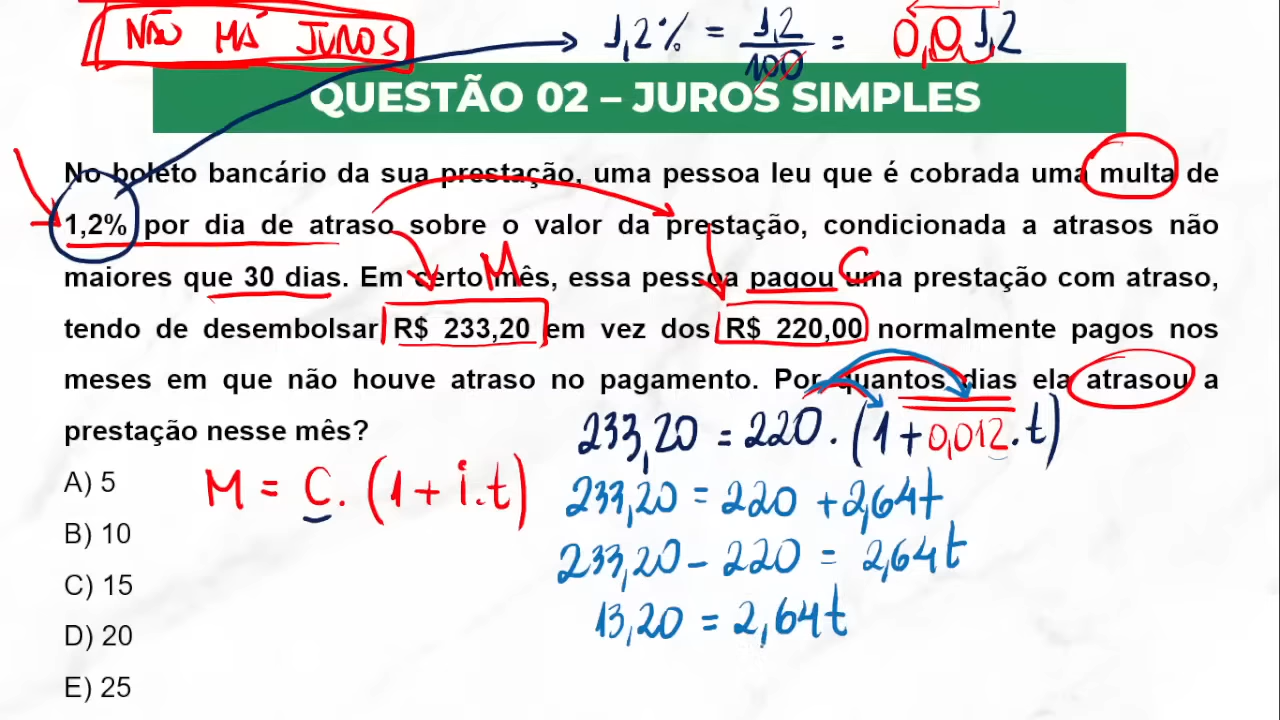 NÃO HÁ JUROS
1,2% = 1,2/100 = 0,01,2
QUESTÃO 02 – JUROS SIMPLES
No boleto bancário da sua prestação, uma pessoa leu que é cobrada uma multa de
1,2% por dia de atraso sobre o valor da prestação, condicionada a atrasos não
maiores que 30 dias. Em certo mês, essa pessoa pagou uma prestação com atraso,
M
C
tendo de desembolsar R$ 233,20 em vez dos R$ 220,00 normalmente pagos nos
meses em que não houve atraso no pagamento. Por quantos dias ela atrasou a
prestação nesse mês?
233,20 = 220 . (1 + 0,012 . t)
A) 5
M = C . (1 + i . t)
233,20 = 220 + 2,64t
B) 10
233,20 - 220 = 2,64t
C) 15
13,20 = 2,64t
D) 20
E) 25